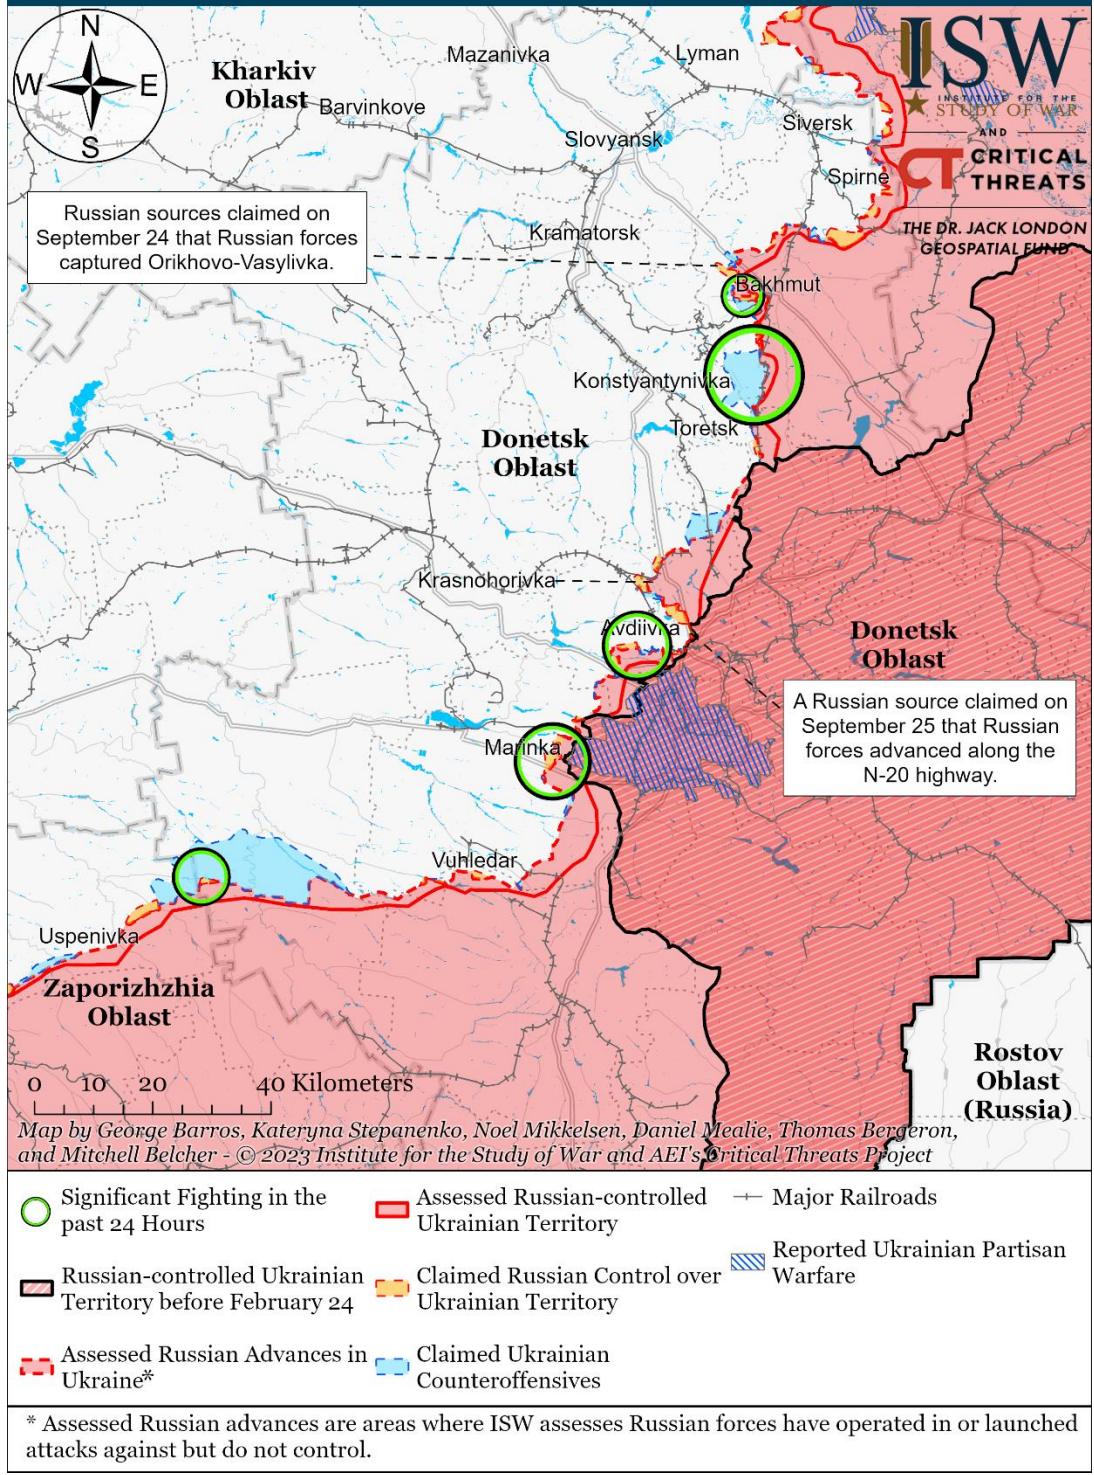 N
W
E
S
Kharkiv
Oblast
Mazanivka
Lyman
Barvinkove
Slovyansk
Siversk
Spirne
ISW
INSTITUTE FOR THE
STUDY OF WAR
AND
CT CRITICAL
THREATS
THE DR. JACK LONDON
GEOSPATIAL FUND
Russian sources claimed on
September 24 that Russian forces
captured Orikhovo-Vasylivka.
Kramatorsk
Bakhmut
Konstyantynivka
Toretsk
Donetsk
Oblast
Krasnohorivka
Avdiivka
Donetsk
Oblast
A Russian source claimed on
September 25 that Russian
forces advanced along the
N-20 highway.
Marinka
Vuhledar
Uspenivka
Zaporizhzhia
Oblast
Rostov
Oblast
(Russia)
0 10 20 40 Kilometers
Map by George Barros, Kateryna Stepanenko, Noel Mikkelsen, Daniel Mealie, Thomas Bergeron,
and Mitchell Belcher - © 2023 Institute for the Study of War and AEI's Critical Threats Project
Significant Fighting in the
past 24 Hours
Russian-controlled Ukrainian
Territory before February 24
Assessed Russian Advances in
Ukraine*
Assessed Russian-controlled
Ukrainian Territory
Claimed Russian Control over
Ukrainian Territory
Claimed Ukrainian
Counteroffensives
Major Railroads
Reported Ukrainian Partisan
Warfare
* Assessed Russian advances are areas where ISW assesses Russian forces have operated in or launched
attacks against but do not control.